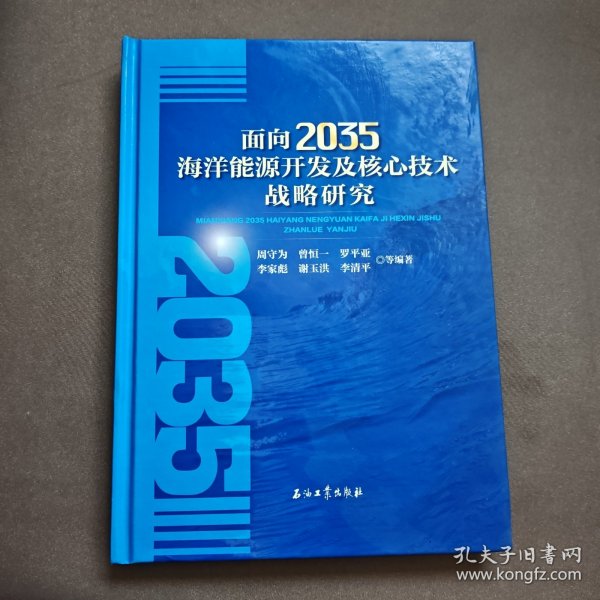 面向2035
海洋能源开发及核心技术
战略研究
MIANXIANG 2035 HAIYANG NENGYUAN KAIFA JI HEXIN JISHU
ZHANLUE YANJIU
周守为 曾恒一 罗平亚
李家彪 谢玉洪 李清平
◎等编著
2035
石油工业出版社
孔夫子旧书网
www.kongfz.com